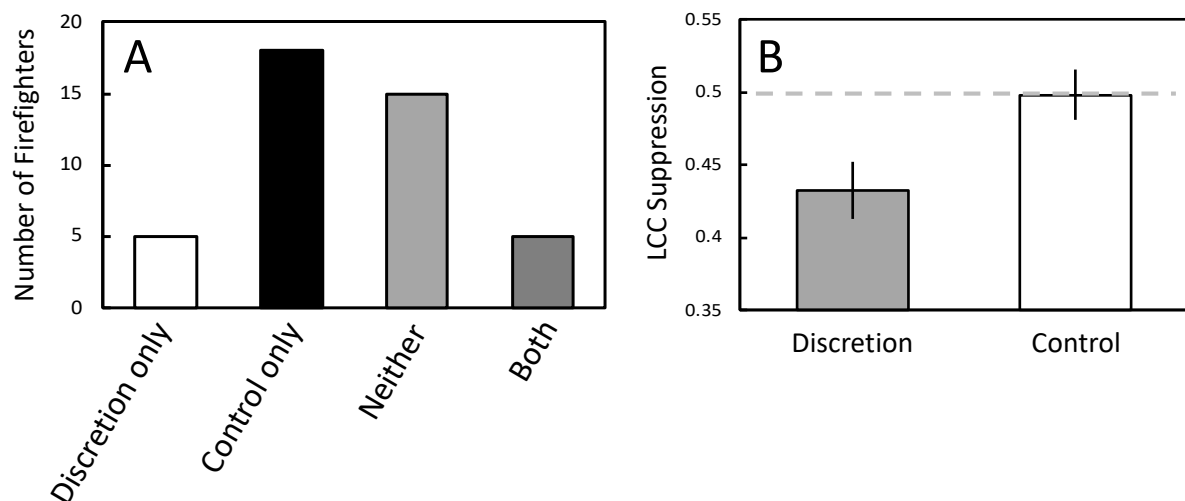 A
Number of Firefighters
20
15
10
5
0
Discretion only
Control only
Neither
Both
B
LCC Suppression
0.55
0.5
0.45
0.4
0.35
Discretion
Control